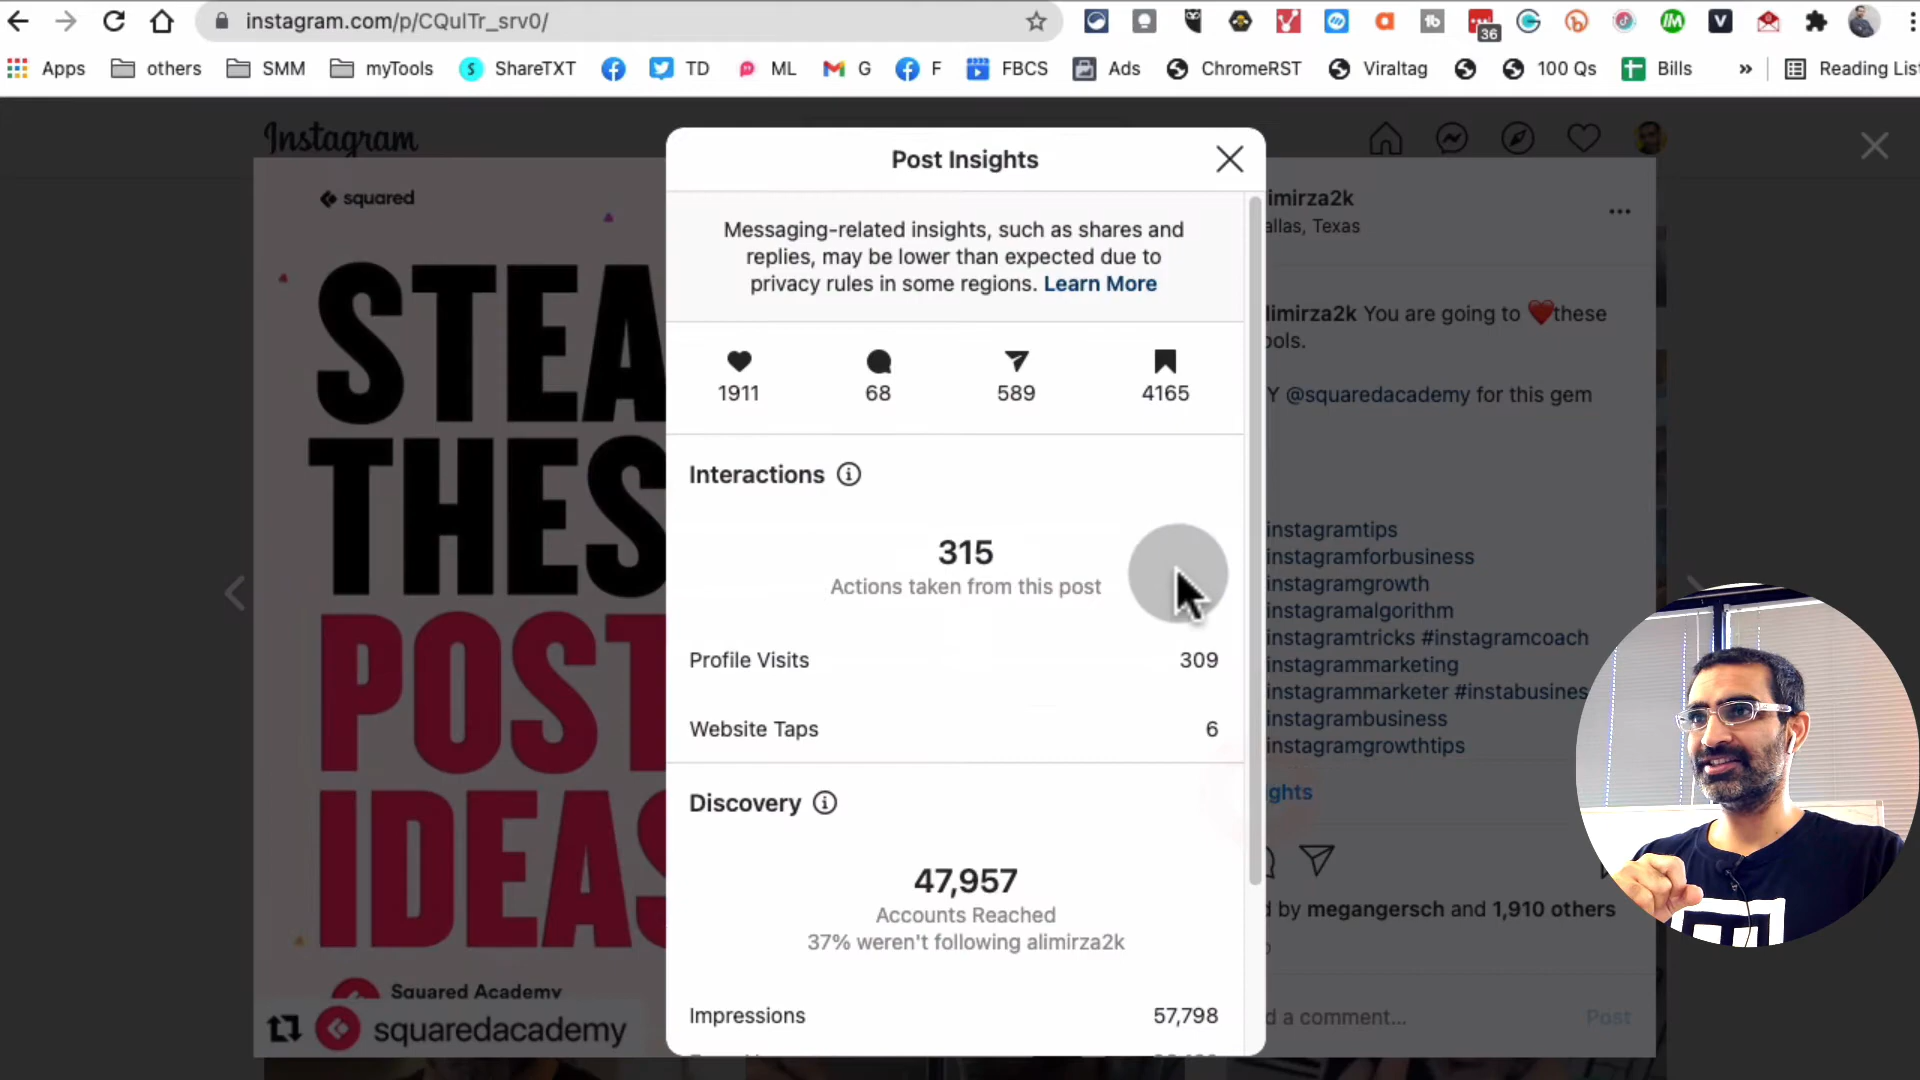 instagram.com/p/CQuITr_srv0/
36
Apps others SMM myTools ShareTXT TD ML G F FBCS Ads ChromeRST Viraltag 100 Qs Bills » Reading List
Instagram
squared
STEA
THES
POST
IDEAS
Squared Academy
squaredacademy
Post Insights
Messaging-related insights, such as shares and
replies, may be lower than expected due to
privacy rules in some regions. Learn More
1911 68 589 4165
Interactions
315
Actions taken from this post
Profile Visits 309
Website Taps 6
Discovery
47,957
Accounts Reached
37% weren't following alimirza2k
Impressions 57,798
limirza2k
allas, Texas
limirza2k You are going to ❤️these
ools.
Y @squaredacademy for this gem
instagramtips
instagramforbusiness
instagramgrowth
instagramalgorithm
instagramtricks #instagramcoach
instagrammarketing
instagrammarketer #instabusines
instagrambusiness
instagramgrowthtips
ghts
d by megangersch and 1,910 others
d a comment... Post